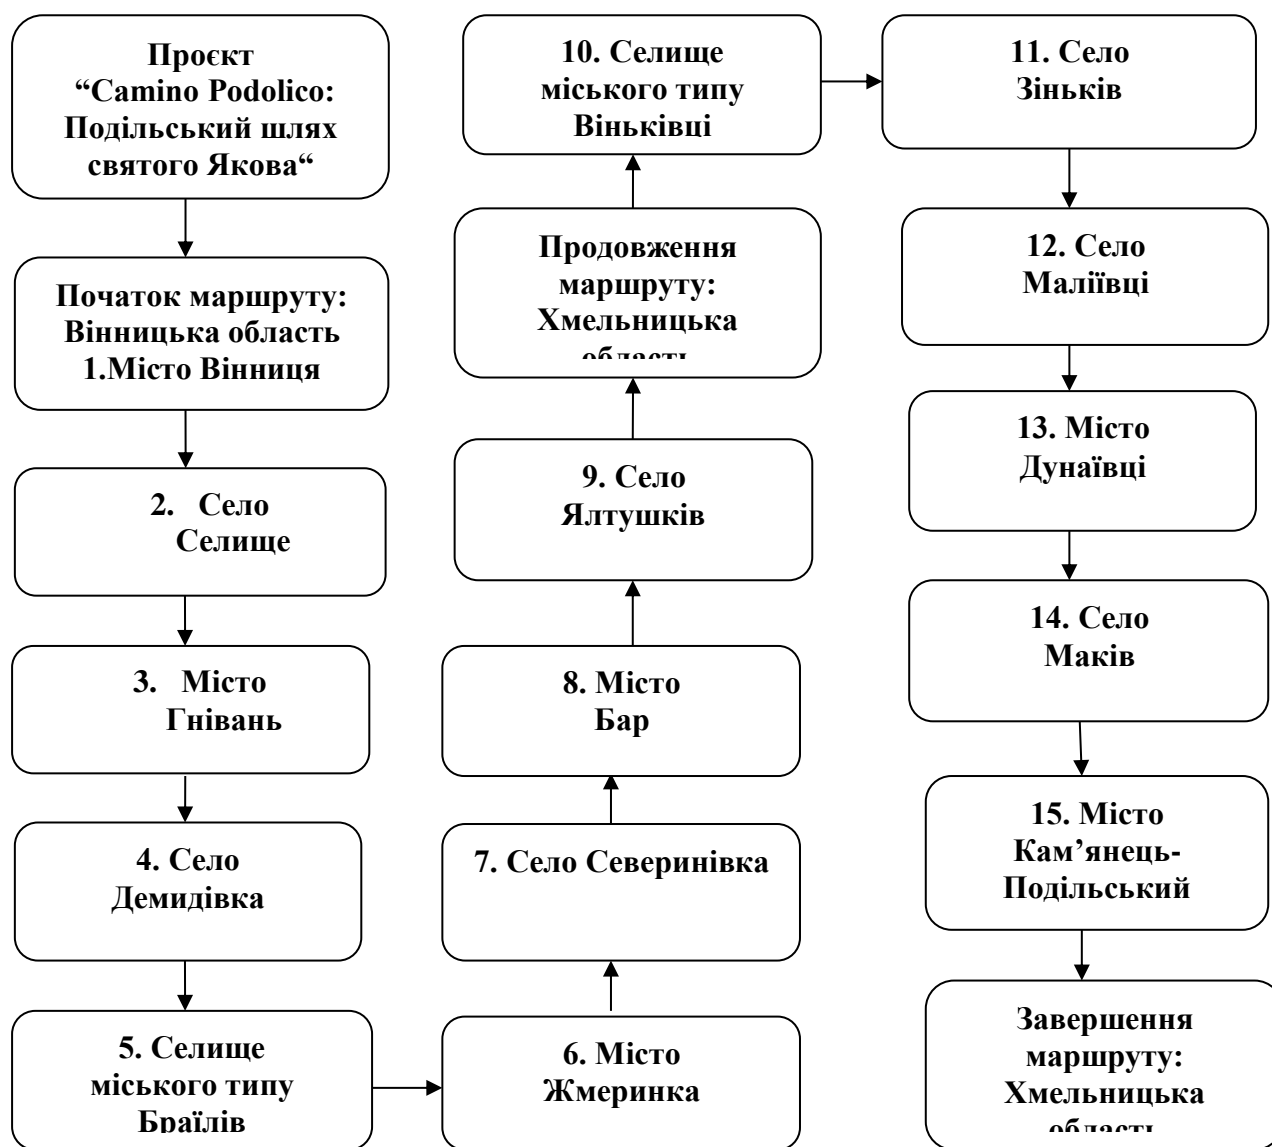 Проєкт
“Camino Podolico:
Подільський шлях
святого Якова“
Початок маршруту:
Вінницька область
1.Місто Вінниця
2. Село
Селище
3. Місто
Гнівань
4. Село
Демидівка
5. Селище
міського типу
Браїлів
6. Місто
Жмеринка
7. Село Северинівка
8. Місто
Бар
9. Село
Ялтушків
Продовження
маршруту:
Хмельницька
область
10. Селище
міського типу
Віньківці
11. Село
Зіньків
12. Село
Маліївці
13. Місто
Дунаївці
14. Село
Маків
15. Місто
Кам’янець-
Подільський
Завершення
маршруту:
Хмельницька
область